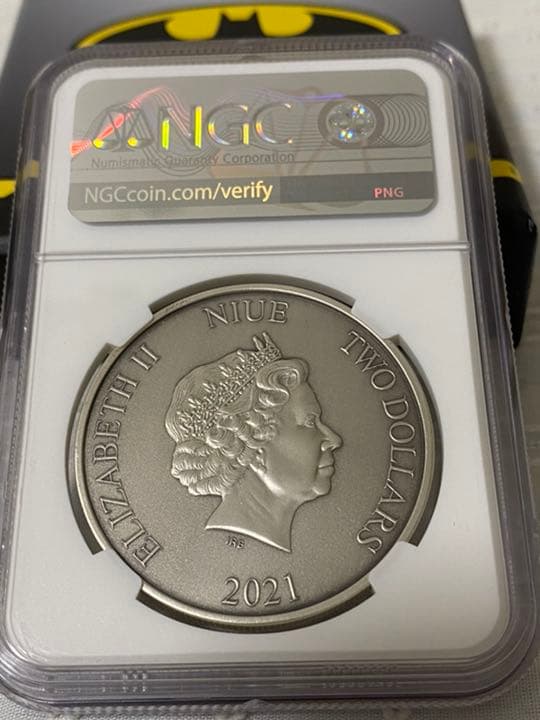 NGC
Numismatic Guaranty Corporation
NGCcoin.com/verify
PNG
NIUE
ELIZABETH II
TWO DOLLARS
IRB
2021